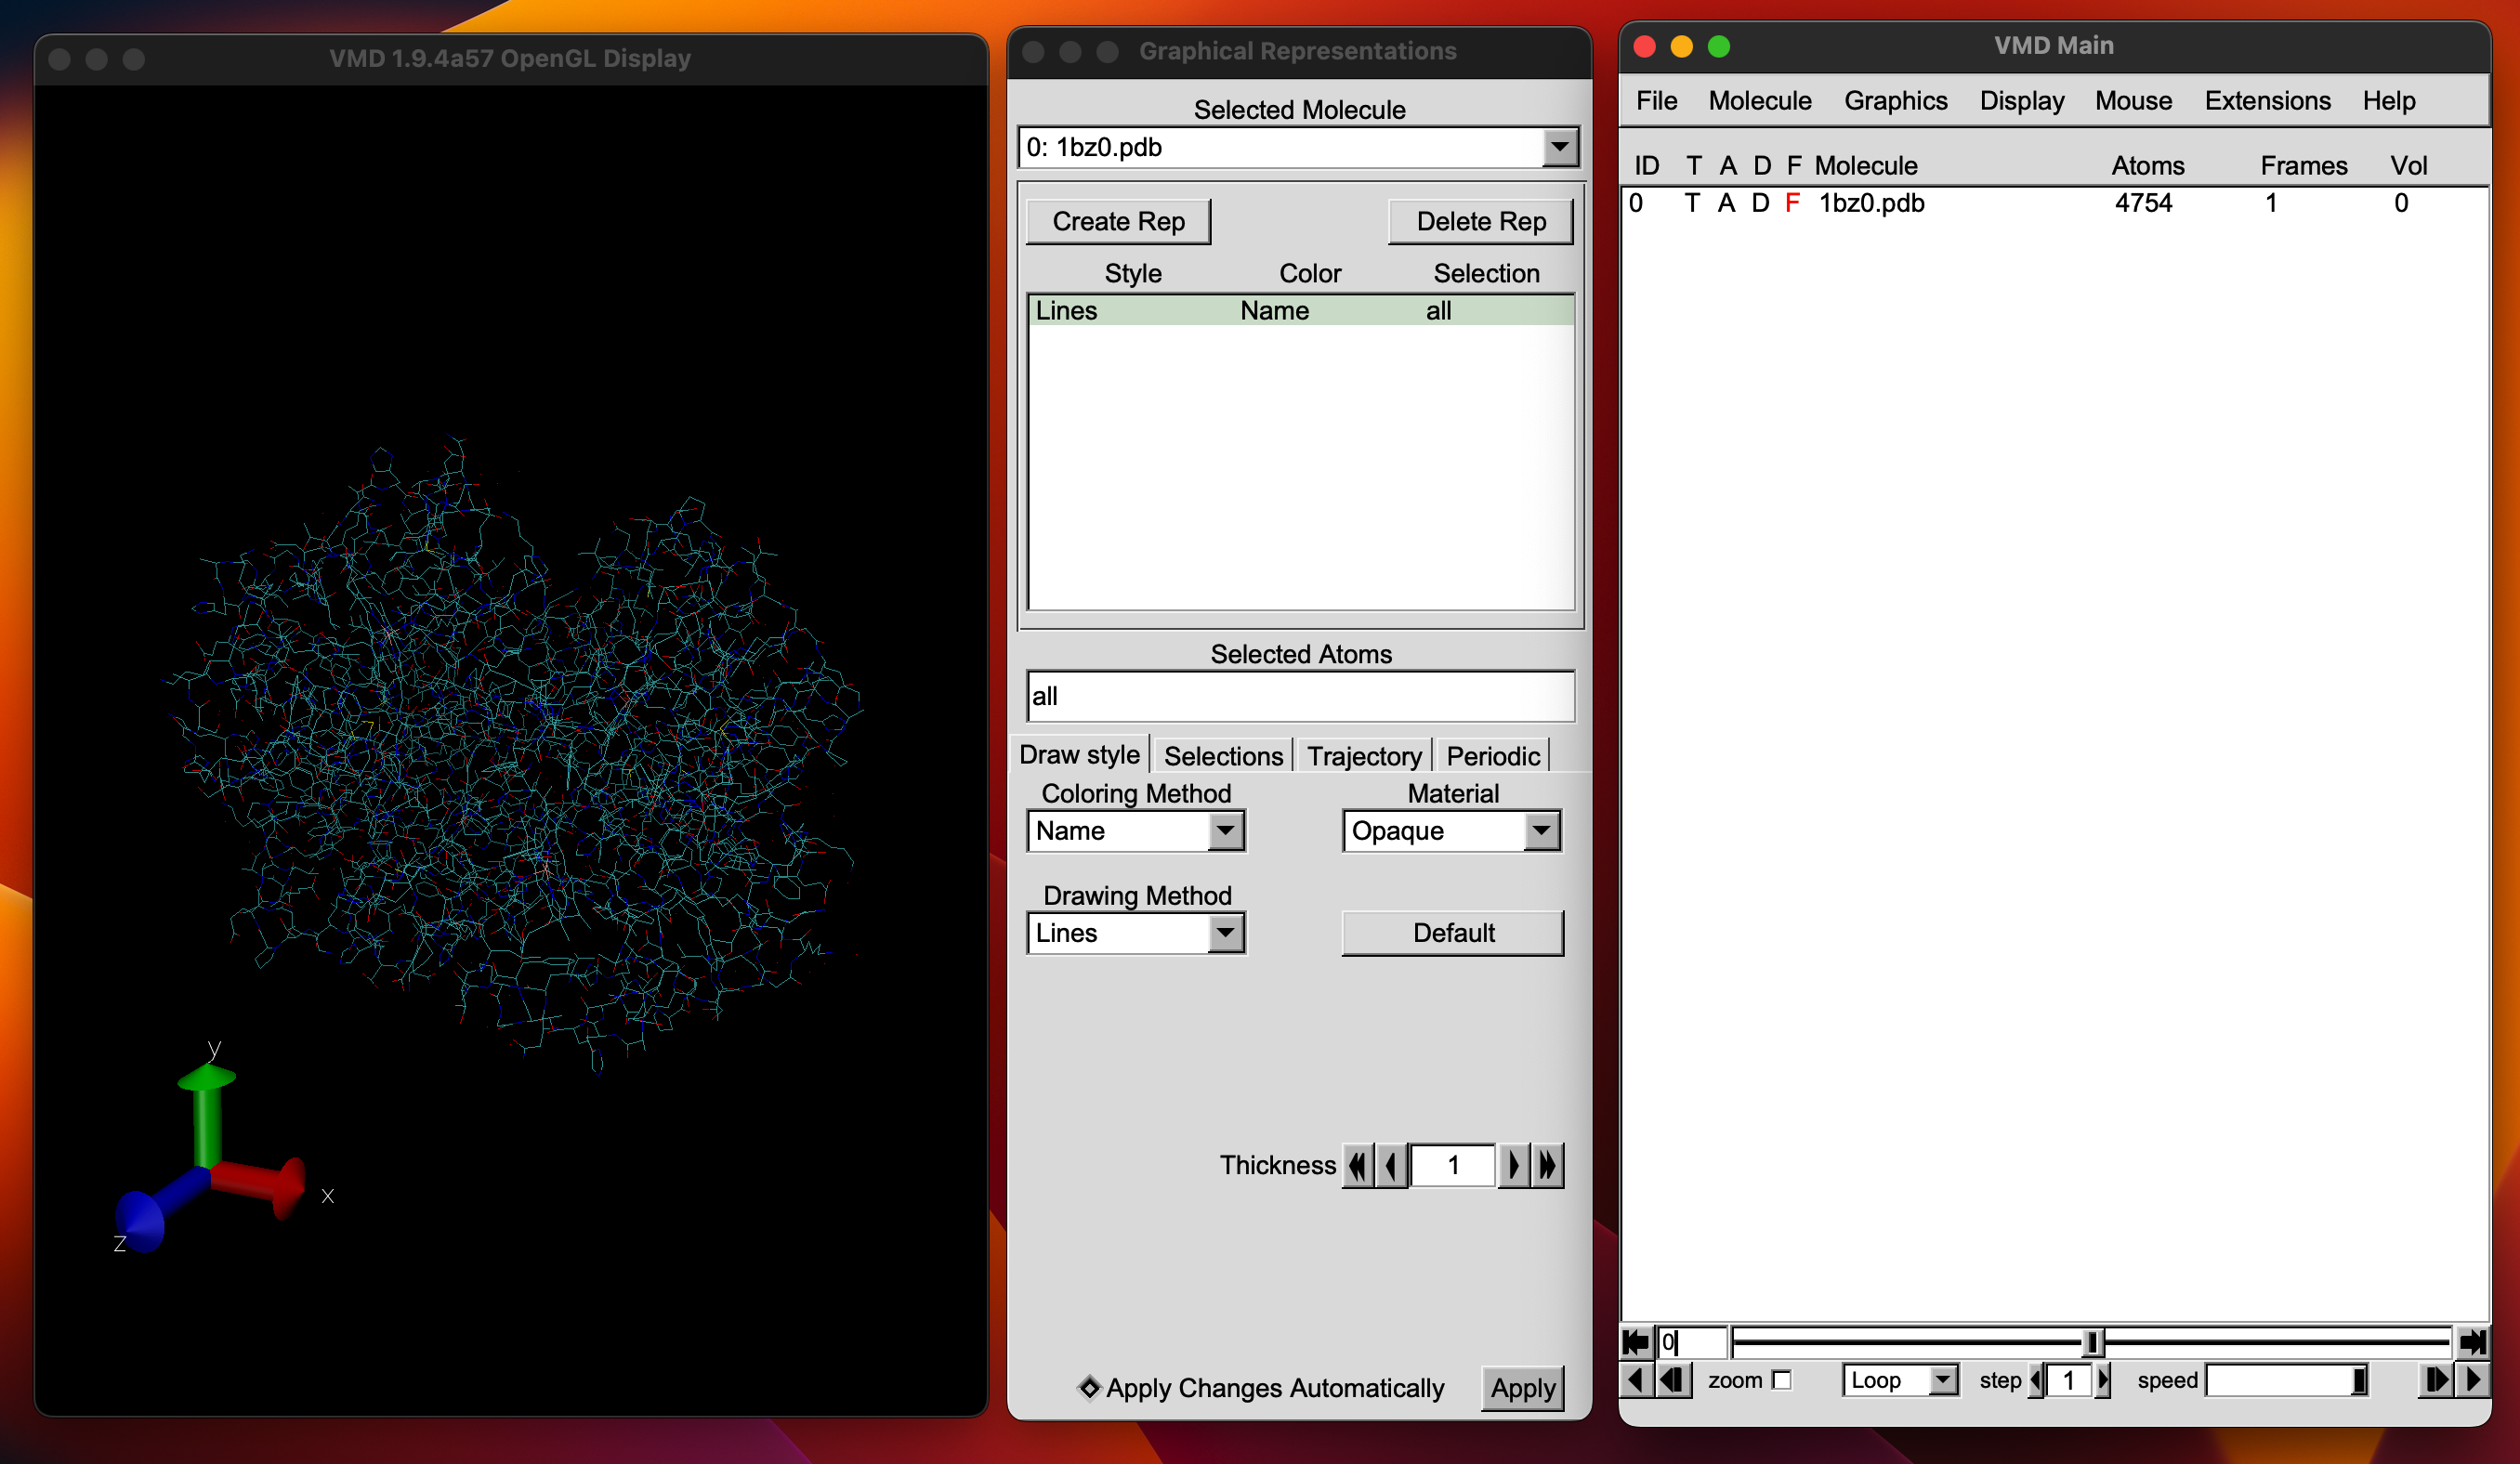 VMD 1.9.4a57 OpenGL Display
y
x
z
Graphical Representations
Selected Molecule
0: 1bz0.pdb
Create Rep Delete Rep
Style Color Selection
Lines Name all
Selected Atoms
all
Draw style Selections Trajectory Periodic
Coloring Method Material
Name Opaque
Drawing Method
Lines Default
Thickness 1
Apply Changes Automatically Apply
VMD Main
File Molecule Graphics Display Mouse Extensions Help
ID T A D F Molecule Atoms Frames Vol
0 T A D F 1bz0.pdb 4754 1 0
0
zoom Loop step 1 speed